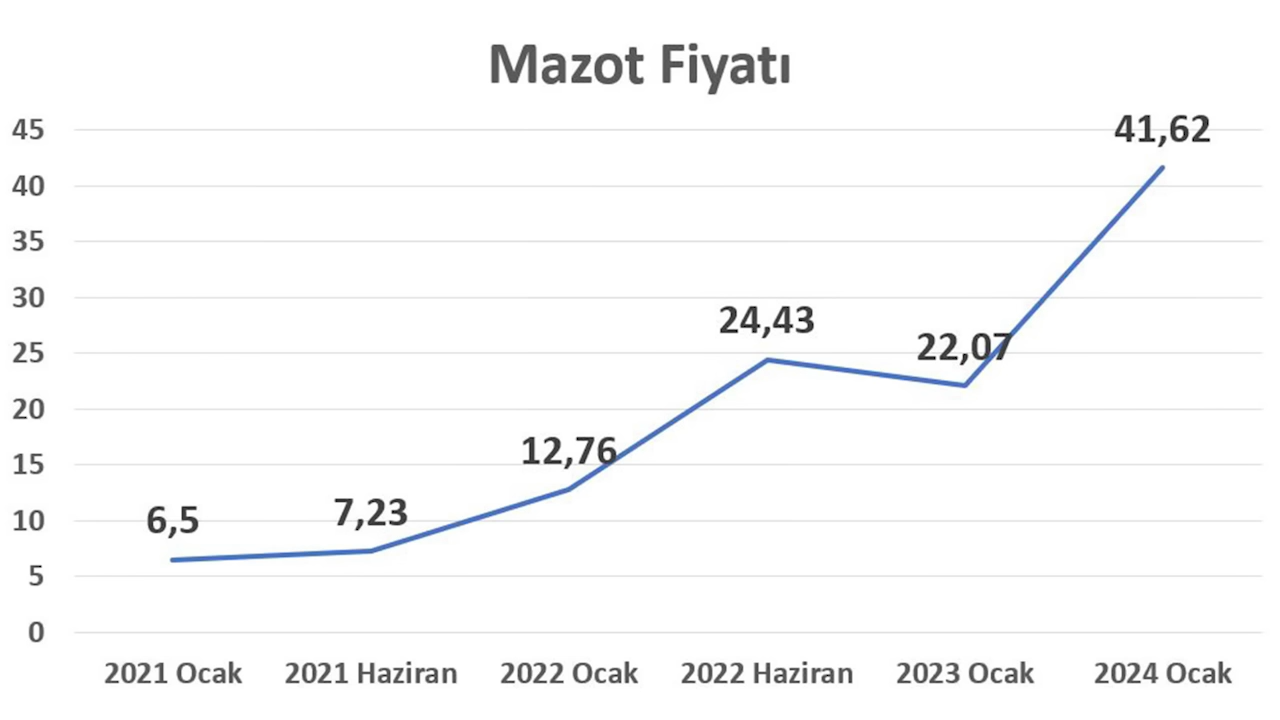 Mazot Fiyatı
45
40
35
30
25
20
15
10
5
0
6,5
7,23
12,76
24,43
22,07
41,62
2021 Ocak
2021 Haziran
2022 Ocak
2022 Haziran
2023 Ocak
2024 Ocak